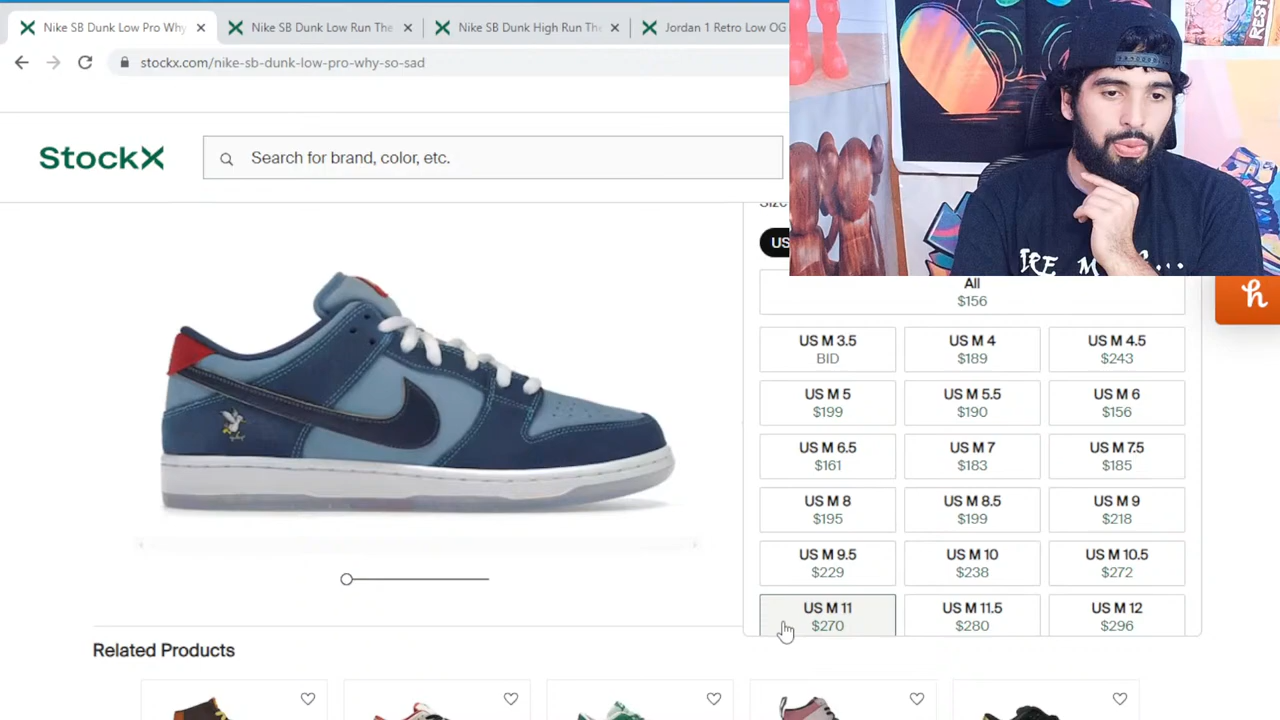 Nike SB Dunk Low Pro Why
Nike SB Dunk Low Run The
Nike SB Dunk High Run The
Jordan 1 Retro Low OG
stockx.com/nike-sb-dunk-low-pro-why-so-sad
StockX
Search for brand, color, etc.
US
All
$156
US M 3.5
BID
US M 4
$189
US M 4.5
$243
US M 5
$199
US M 5.5
$190
US M 6
$156
US M 6.5
$161
US M 7
$183
US M 7.5
$185
US M 8
$195
US M 8.5
$199
US M 9
$218
US M 9.5
$229
US M 10
$238
US M 10.5
$272
US M 11
$270
US M 11.5
$280
US M 12
$296
Related Products
h